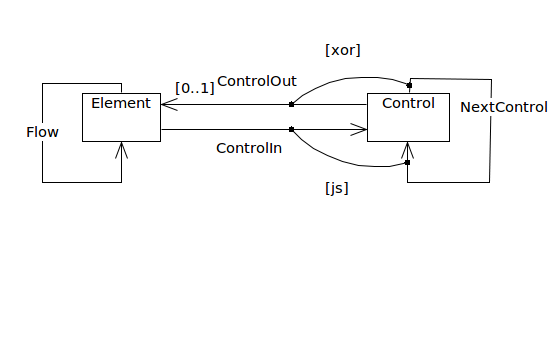 [xor]
[0..1]
ControlOut
Element
Control
NextControl
Flow
ControlIn
[js]